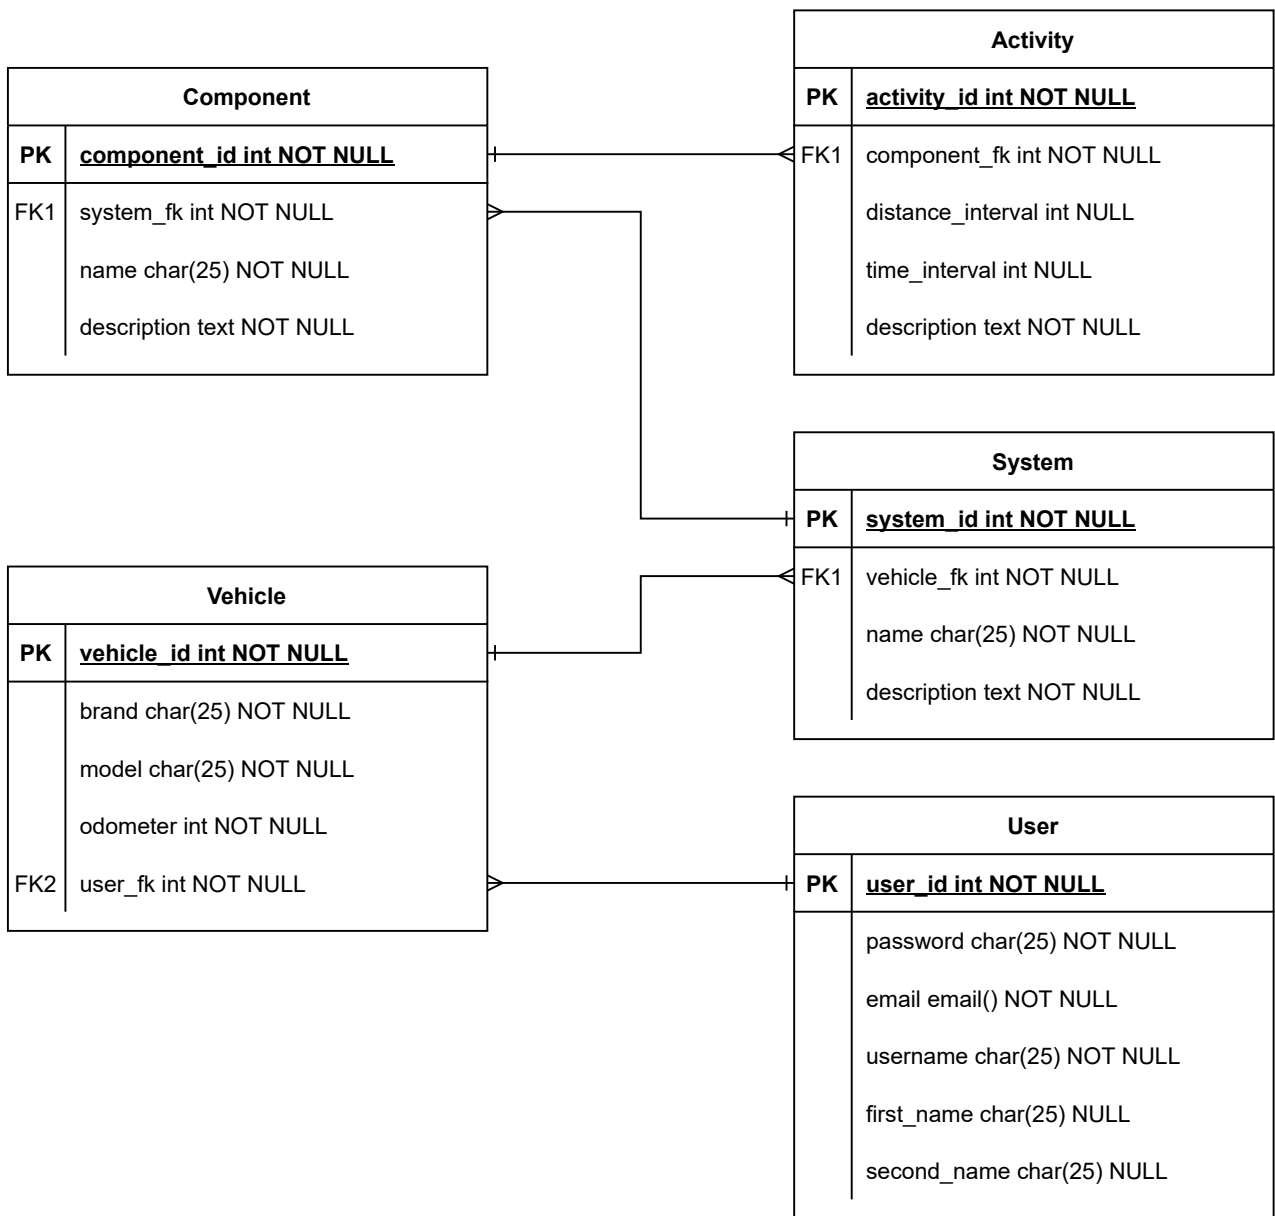 Component
PK component_id int NOT NULL
FK1 system_fk int NOT NULL
name char(25) NOT NULL
description text NOT NULL
Activity
PK activity_id int NOT NULL
FK1 component_fk int NOT NULL
distance_interval int NULL
time_interval int NULL
description text NOT NULL
System
PK system_id int NOT NULL
FK1 vehicle_fk int NOT NULL
name char(25) NOT NULL
description text NOT NULL
Vehicle
PK vehicle_id int NOT NULL
brand char(25) NOT NULL
model char(25) NOT NULL
odometer int NOT NULL
FK2 user_fk int NOT NULL
User
PK user_id int NOT NULL
password char(25) NOT NULL
email email() NOT NULL
username char(25) NOT NULL
first_name char(25) NULL
second_name char(25) NULL